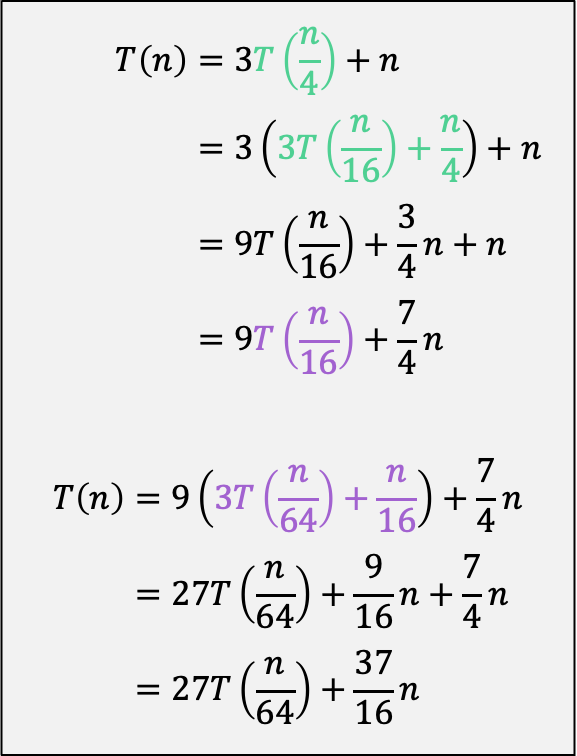 T(n) = 3T(n/4) + n
= 3(3T(n/16) + n/4) + n
= 9T(n/16) + 3/4 n + n
= 9T(n/16) + 7/4 n
T(n) = 9(3T(n/64) + n/16) + 7/4 n
= 27T(n/64) + 9/16 n + 7/4 n
= 27T(n/64) + 37/16 n